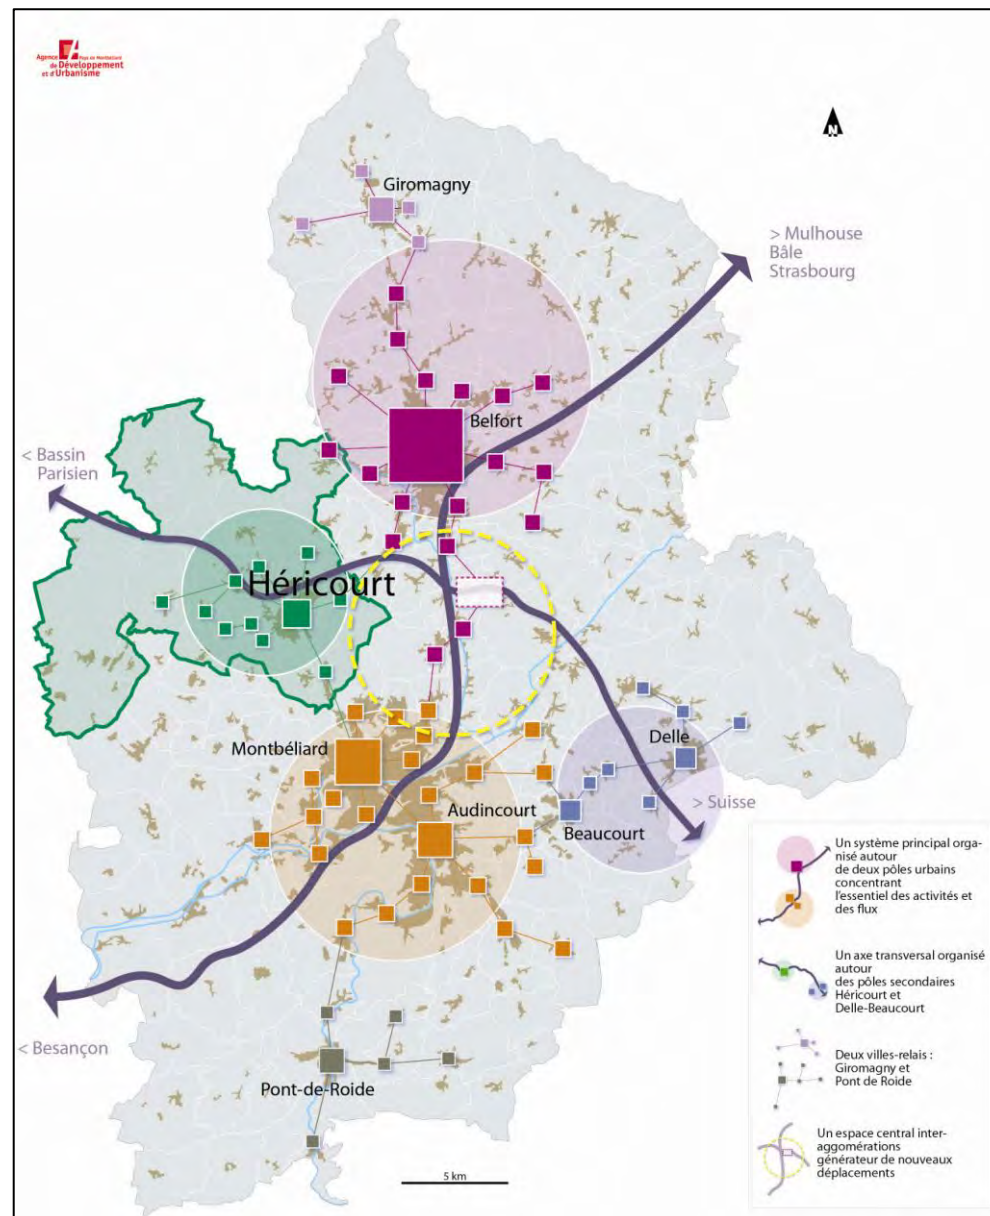 Agence Pays de Montbéliard
de Développement
et d'Urbanisme
N
Giromagny
> Mulhouse
Bâle
Strasbourg
Belfort
< Bassin
Parisien
Héricourt
Montbéliard
Delle
Audincourt
> Suisse
Beaucourt
< Besançon
Pont-de-Roide
5 km
Un système principal orga-
nisé autour
de deux pôles urbains
concentrant
l'essentiel des activités et
des flux
Un axe transversal organisé
autour
des pôles secondaires
Héricourt et
Delle-Beaucourt
Deux villes-relais :
Giromagny et
Pont de Roide
Un espace central inter-
aggomérations
générateur de nouveaux
déplacements